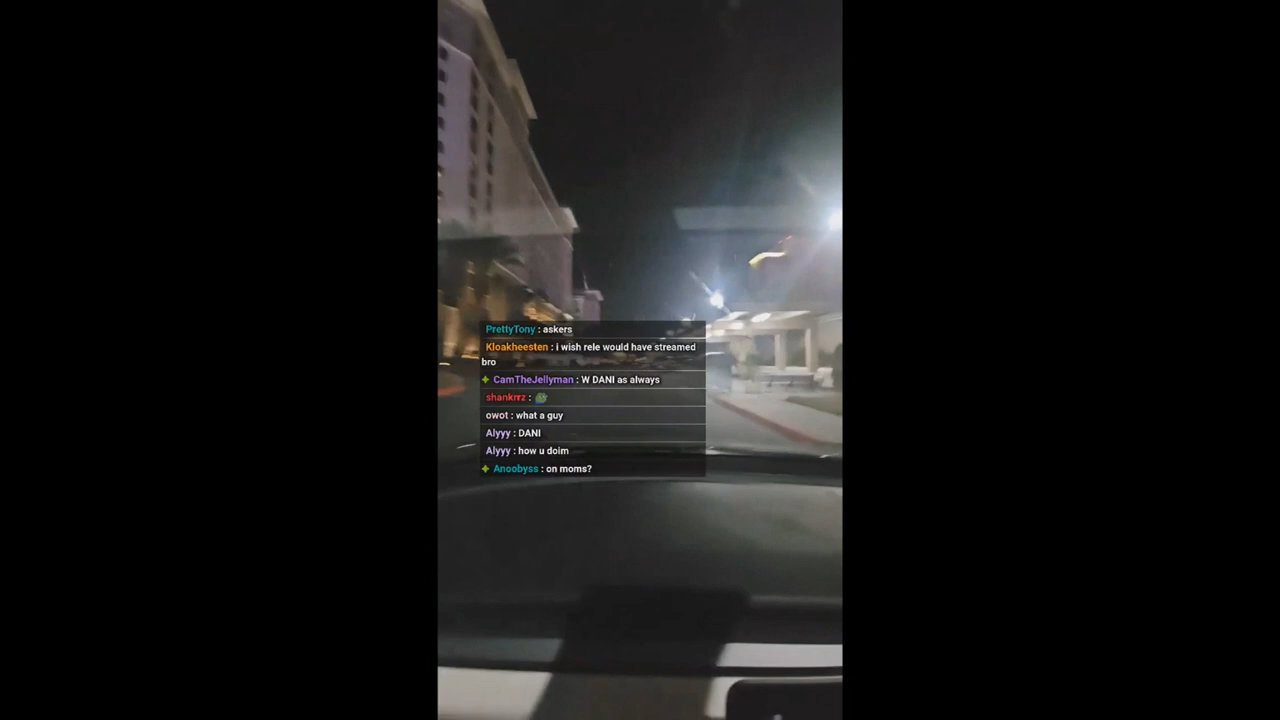 PrettyTony : askers
Kloakheesten : i wish rele would have streamed
bro
CamTheJellyman : W DANI as always
shankrrz :
owot : what a guy
Alyyy : DANI
Alyyy : how u doim
Anoobyss : on moms?